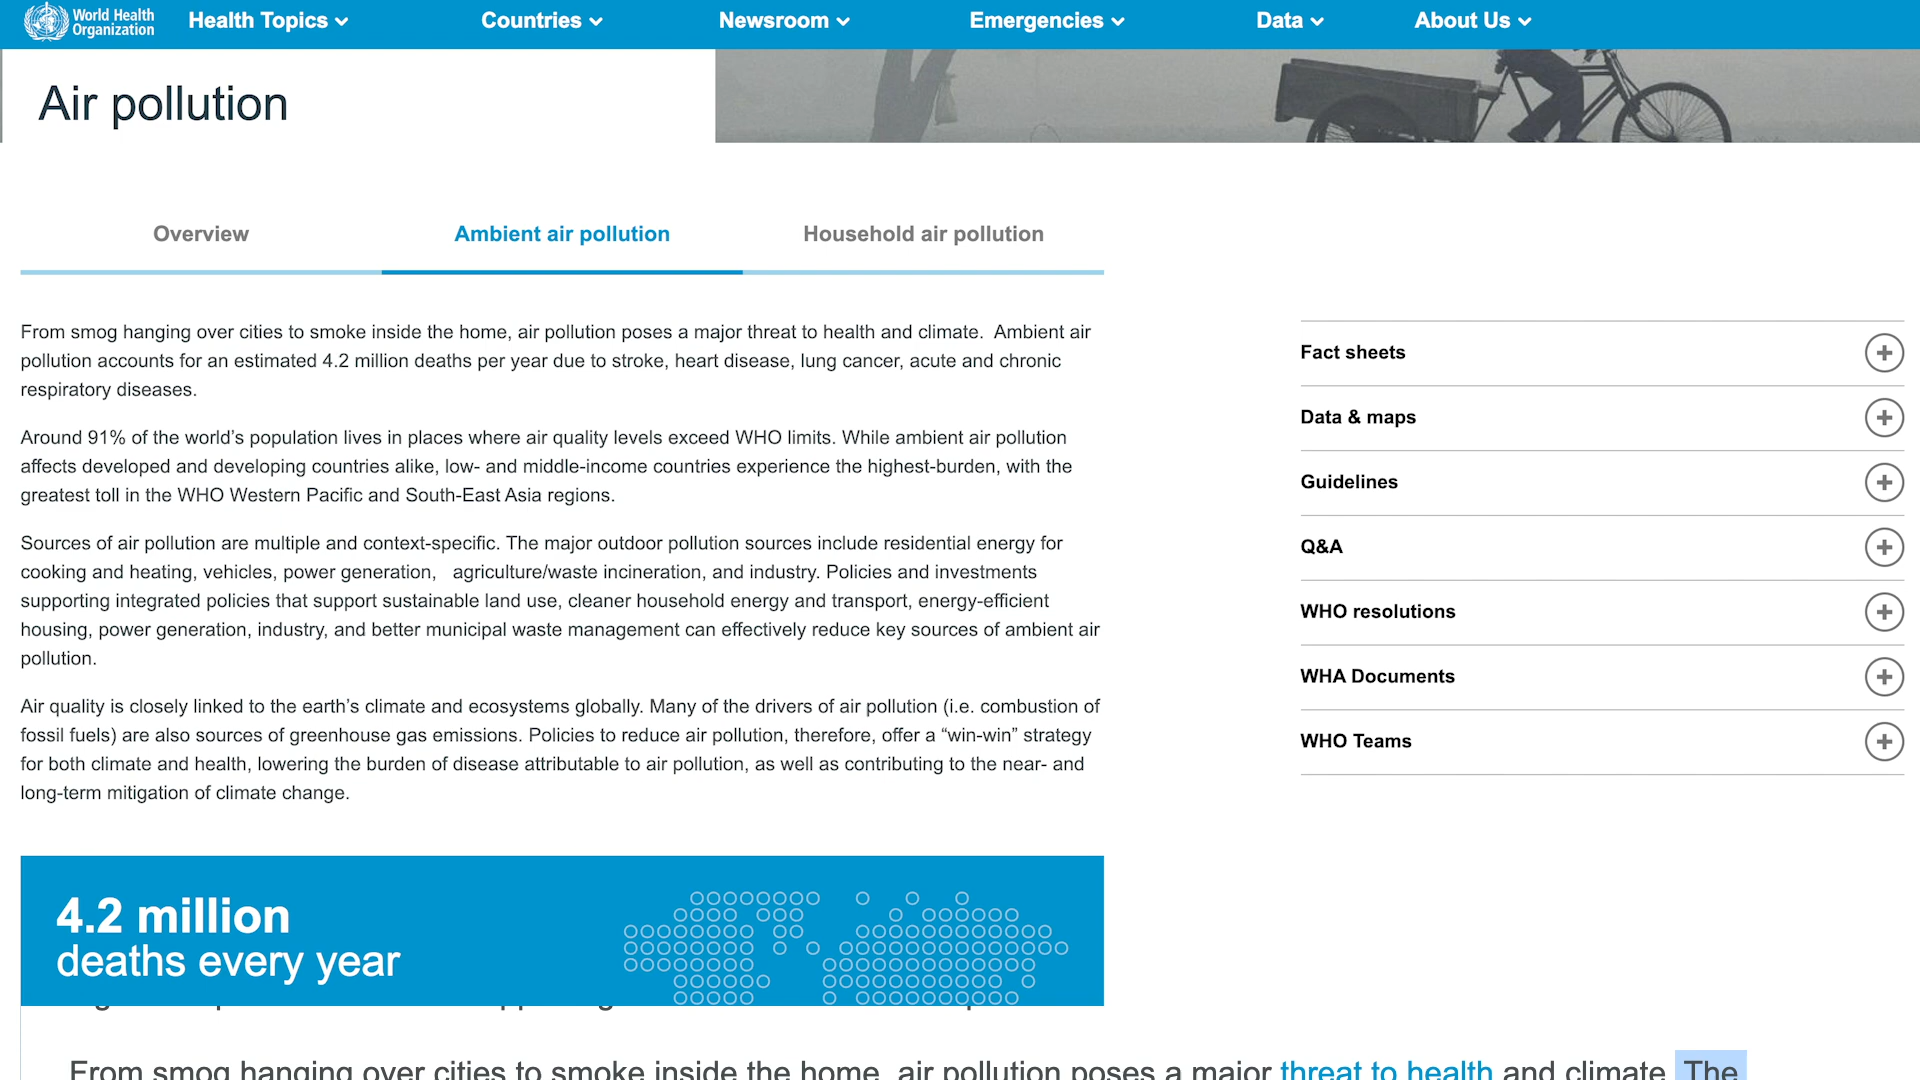 World Health
Organization
Health Topics
Countries
Newsroom
Emergencies
Data
About Us
Air pollution
Overview
Ambient air pollution
Household air pollution
From smog hanging over cities to smoke inside the home, air pollution poses a major threat to health and climate.  Ambient air
pollution accounts for an estimated 4.2 million deaths per year due to stroke, heart disease, lung cancer, acute and chronic
respiratory diseases.
Around 91% of the world’s population lives in places where air quality levels exceed WHO limits. While ambient air pollution
affects developed and developing countries alike, low- and middle-income countries experience the highest-burden, with the
greatest toll in the WHO Western Pacific and South-East Asia regions.
Sources of air pollution are multiple and context-specific. The major outdoor pollution sources include residential energy for
cooking and heating, vehicles, power generation,   agriculture/waste incineration, and industry. Policies and investments
supporting integrated policies that support sustainable land use, cleaner household energy and transport, energy-efficient
housing, power generation, industry, and better municipal waste management can effectively reduce key sources of ambient air
pollution.
Air quality is closely linked to the earth’s climate and ecosystems globally. Many of the drivers of air pollution (i.e. combustion of
fossil fuels) are also sources of greenhouse gas emissions. Policies to reduce air pollution, therefore, offer a “win-win” strategy
for both climate and health, lowering the burden of disease attributable to air pollution, as well as contributing to the near- and
long-term mitigation of climate change.
Fact sheets
Data & maps
Guidelines
Q&A
WHO resolutions
WHA Documents
WHO Teams
4.2 million
deaths every year
From smog hanging over cities to smoke inside the home, air pollution poses a major threat to health and climate. The